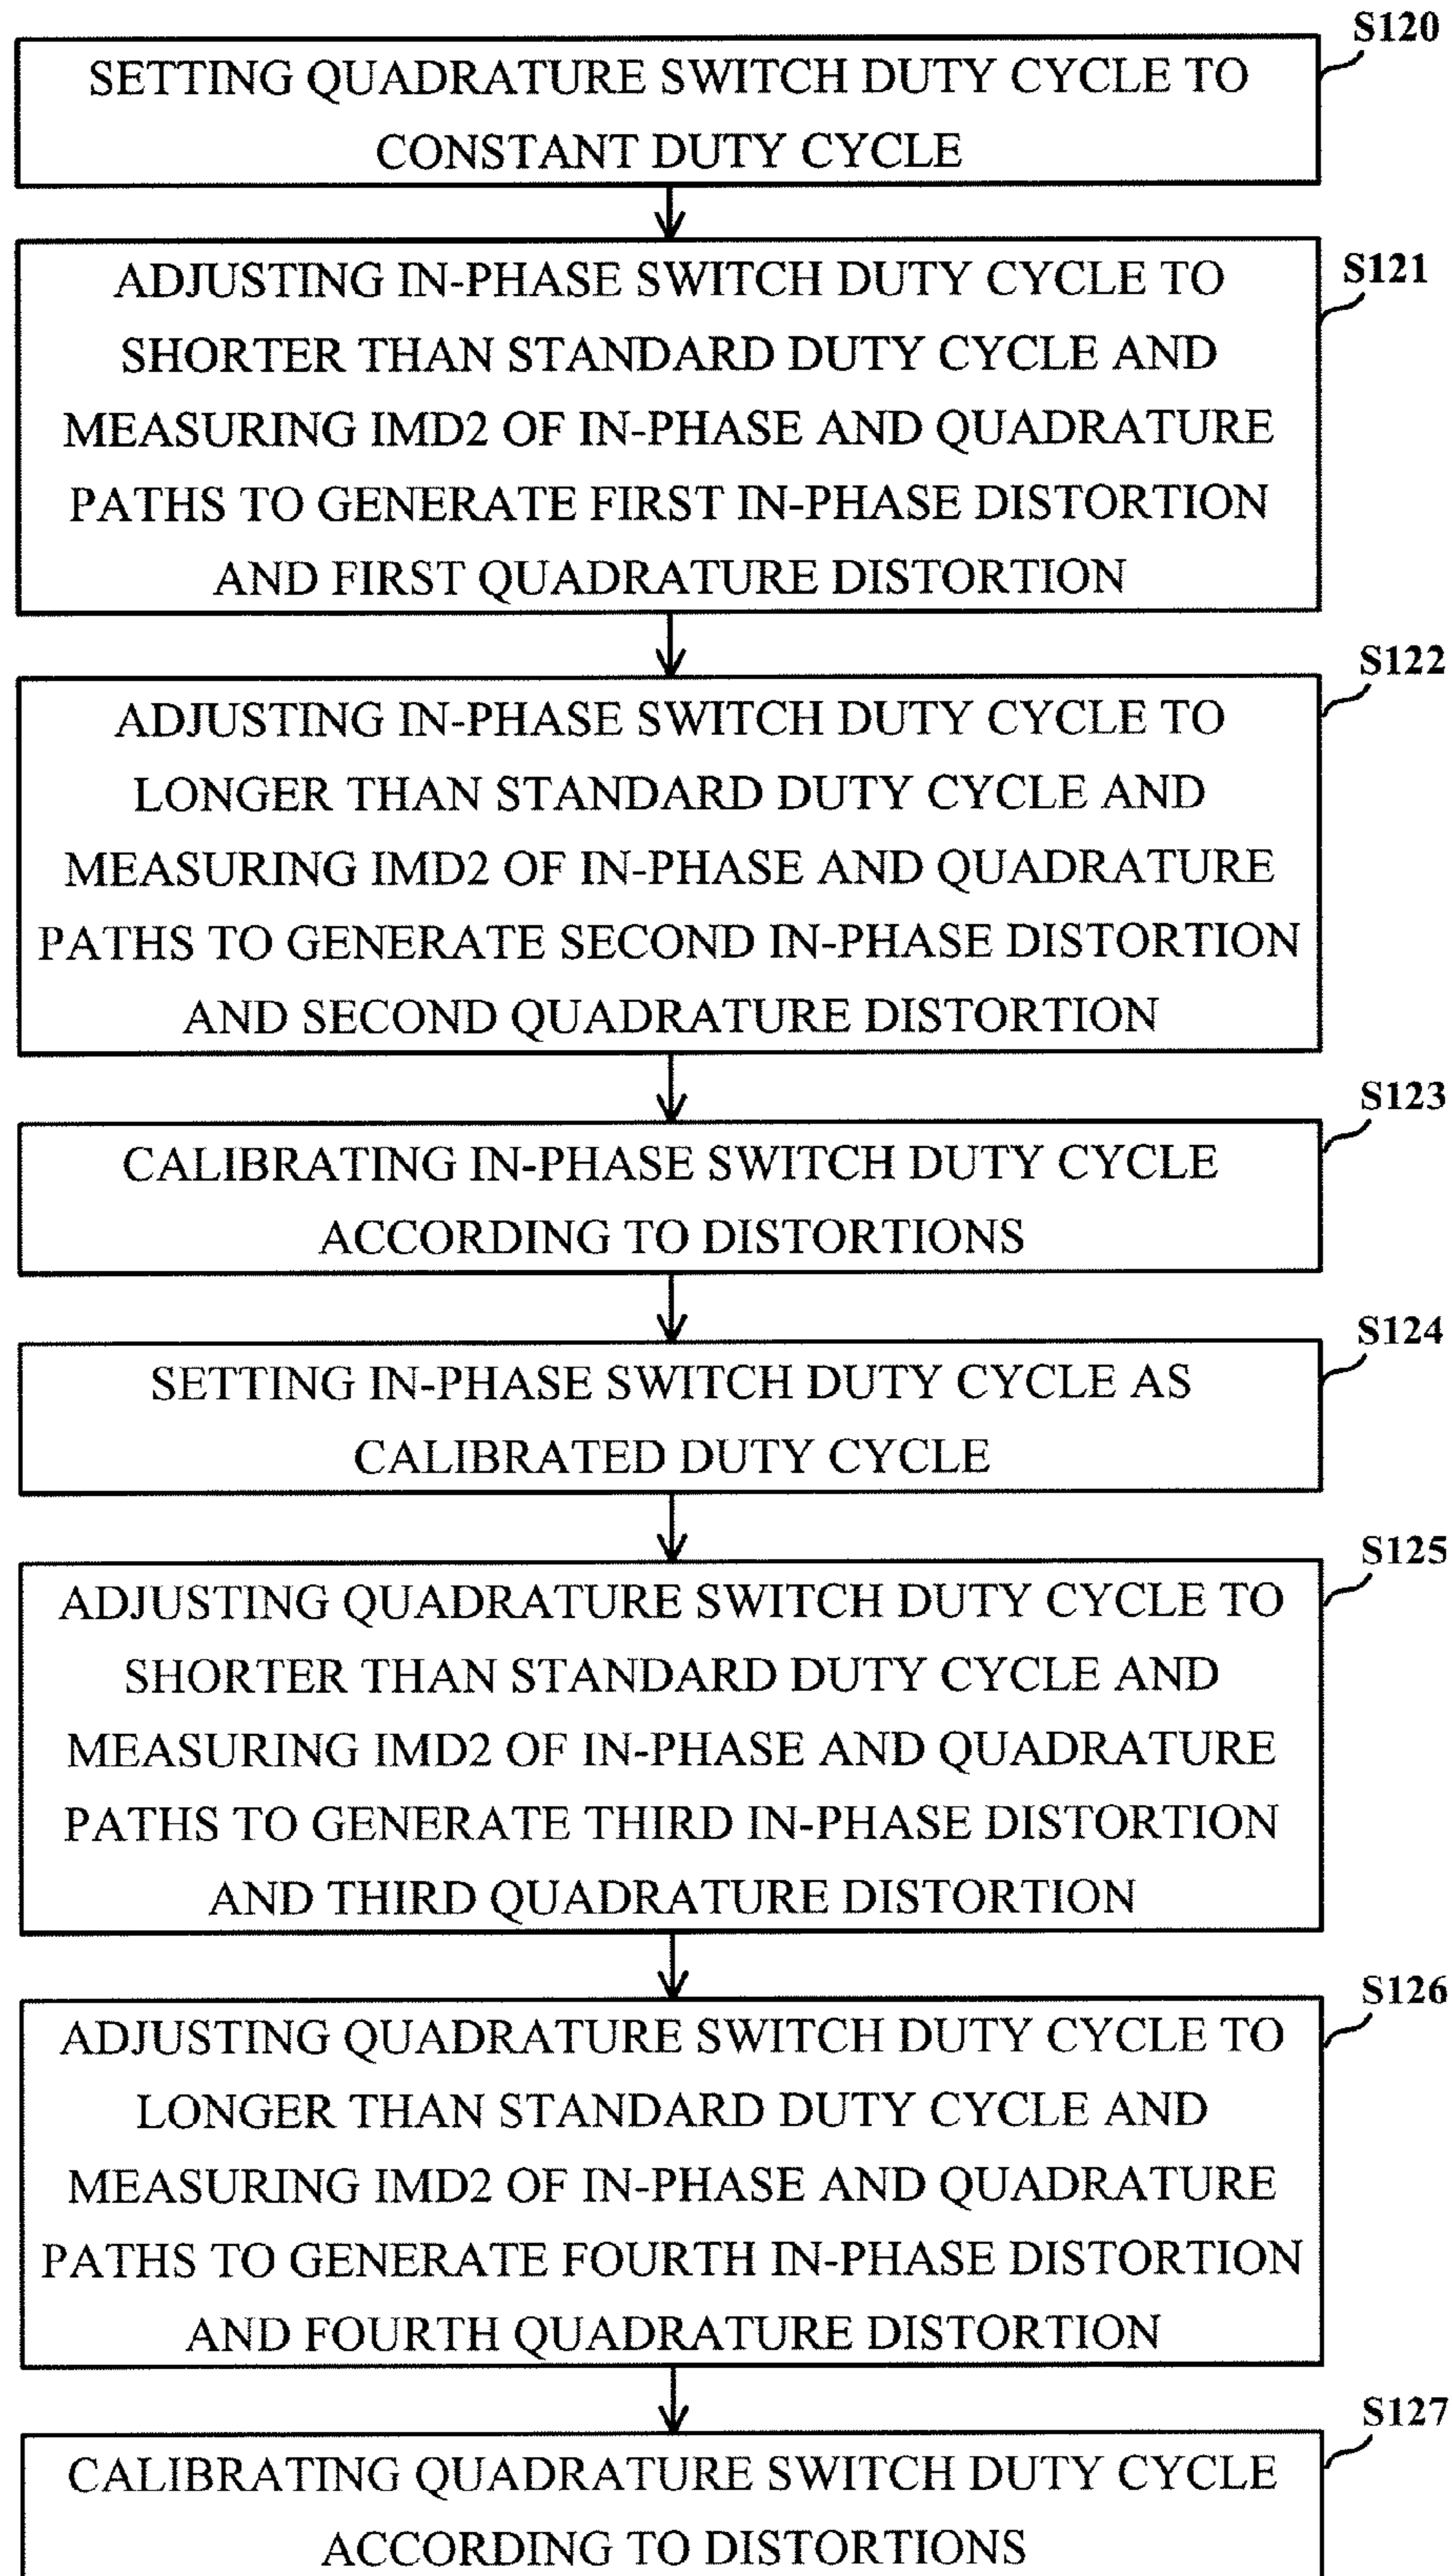 S120
SETTING QUADRATURE SWITCH DUTY CYCLE TO
CONSTANT DUTY CYCLE
S121
ADJUSTING IN-PHASE SWITCH DUTY CYCLE TO
SHORTER THAN STANDARD DUTY CYCLE AND
MEASURING IMD2 OF IN-PHASE AND QUADRATURE
PATHS TO GENERATE FIRST IN-PHASE DISTORTION
AND FIRST QUADRATURE DISTORTION
S122
ADJUSTING IN-PHASE SWITCH DUTY CYCLE TO
LONGER THAN STANDARD DUTY CYCLE AND
MEASURING IMD2 OF IN-PHASE AND QUADRATURE
PATHS TO GENERATE SECOND IN-PHASE DISTORTION
AND SECOND QUADRATURE DISTORTION
S123
CALIBRATING IN-PHASE SWITCH DUTY CYCLE
ACCORDING TO DISTORTIONS
S124
SETTING IN-PHASE SWITCH DUTY CYCLE AS
CALIBRATED DUTY CYCLE
S125
ADJUSTING QUADRATURE SWITCH DUTY CYCLE TO
SHORTER THAN STANDARD DUTY CYCLE AND
MEASURING IMD2 OF IN-PHASE AND QUADRATURE
PATHS TO GENERATE THIRD IN-PHASE DISTORTION
AND THIRD QUADRATURE DISTORTION
S126
ADJUSTING QUADRATURE SWITCH DUTY CYCLE TO
LONGER THAN STANDARD DUTY CYCLE AND
MEASURING IMD2 OF IN-PHASE AND QUADRATURE
PATHS TO GENERATE FOURTH IN-PHASE DISTORTION
AND FOURTH QUADRATURE DISTORTION
S127
CALIBRATING QUADRATURE SWITCH DUTY CYCLE
ACCORDING TO DISTORTIONS